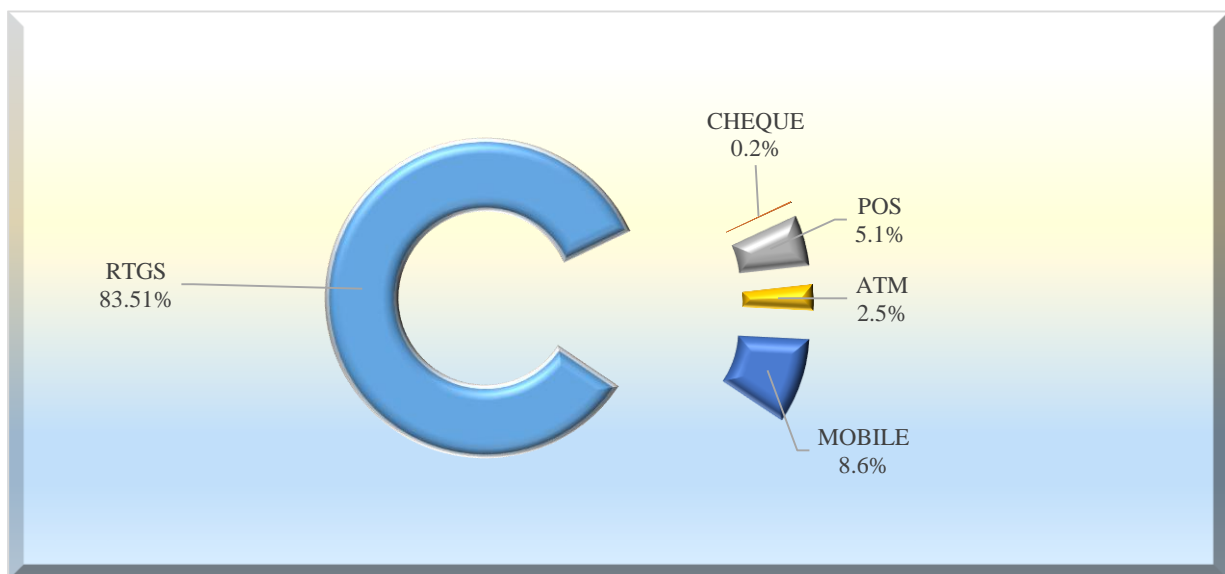 CHEQUE
0.2%
POS
5.1%
RTGS
83.51%
ATM
2.5%
MOBILE
8.6%